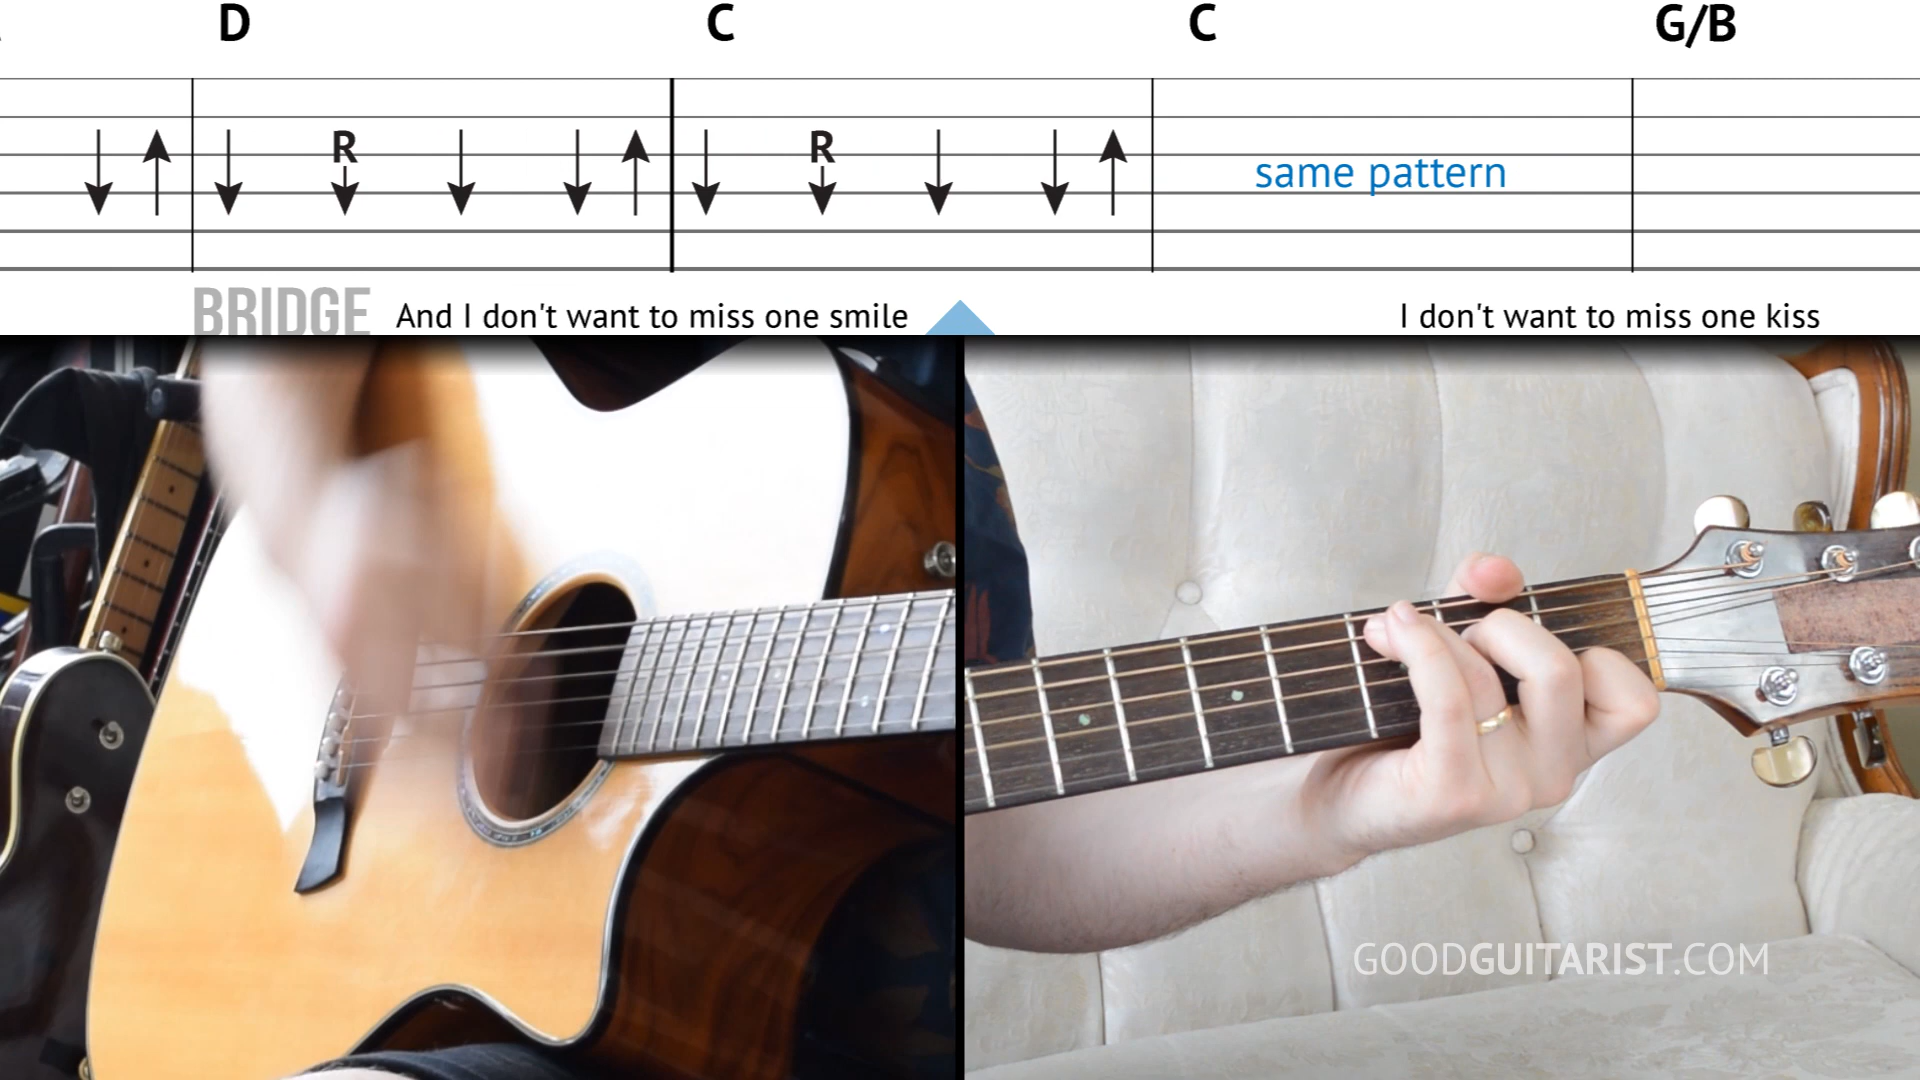 D C C G/B
R R
same pattern
BRIDGE And I don't want to miss one smile I don't want to miss one kiss
GOODGUITARIST.COM